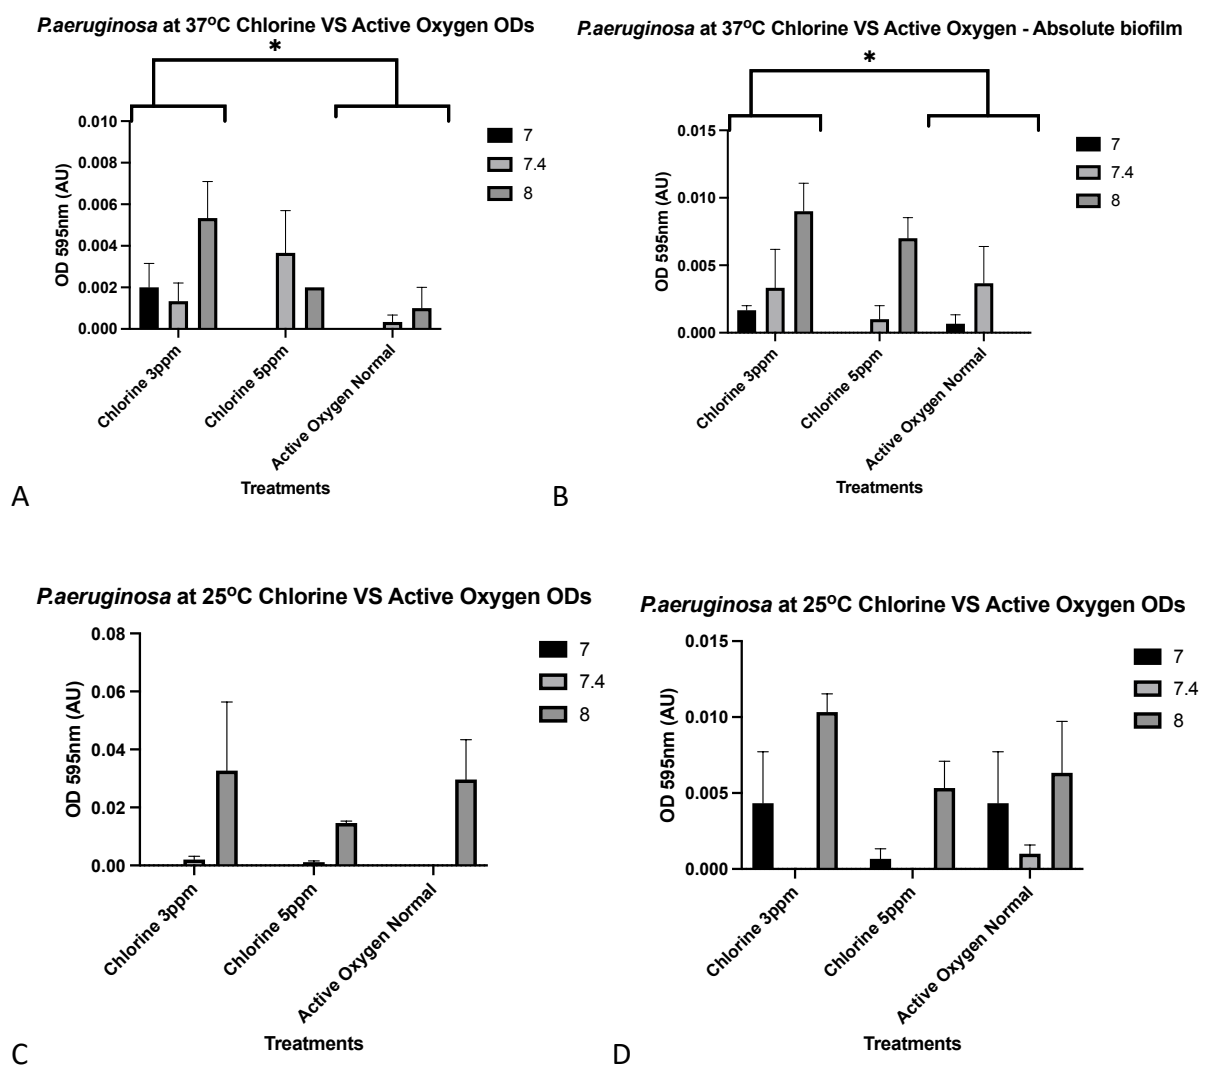 P.aeruginosa at 37ºC Chlorine VS Active Oxygen ODs
*
0.010
0.008
0.006
0.004
0.002
0.000
OD 595nm (AU)
7
7.4
8
Chlorine 3ppm
Chlorine 5ppm
Active Oxygen Normal
Treatments
A
P.aeruginosa at 37ºC Chlorine VS Active Oxygen - Absolute biofilm
*
0.015
0.010
0.005
0.000
OD 595nm (AU)
7
7.4
8
Chlorine 3ppm
Chlorine 5ppm
Active Oxygen Normal
Treatments
B
P.aeruginosa at 25ºC Chlorine VS Active Oxygen ODs
0.08
0.06
0.04
0.02
0.00
OD 595nm (AU)
7
7.4
8
Chlorine 3ppm
Chlorine 5ppm
Active Oxygen Normal
Treatments
C
P.aeruginosa at 25ºC Chlorine VS Active Oxygen ODs
0.015
0.010
0.005
0.000
OD 595nm (AU)
7
7.4
8
Chlorine 3ppm
Chlorine 5ppm
Active Oxygen Normal
Treatments
D